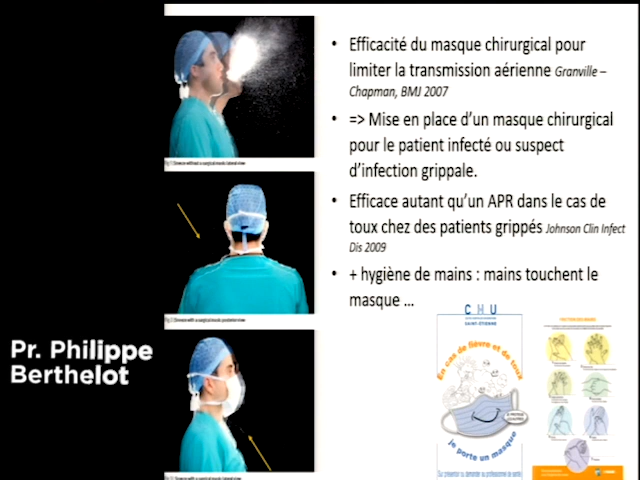 Pr. Philippe
Berthelot
• Efficacité du masque chirurgical pour
limiter la transmission aérienne Granville –
Chapman, BMJ 2007
• => Mise en place d'un masque chirurgical
pour le patient infecté ou suspect
d'infection grippale.
• Efficace autant qu'un APR dans le cas de
toux chez des patients grippés Johnson Clin Infect
Dis 2009
• + hygiène de mains : mains touchent le
masque ...
CHU
SAINT-ÉTIENNE
En cas de fièvre et de toux
je porte un masque